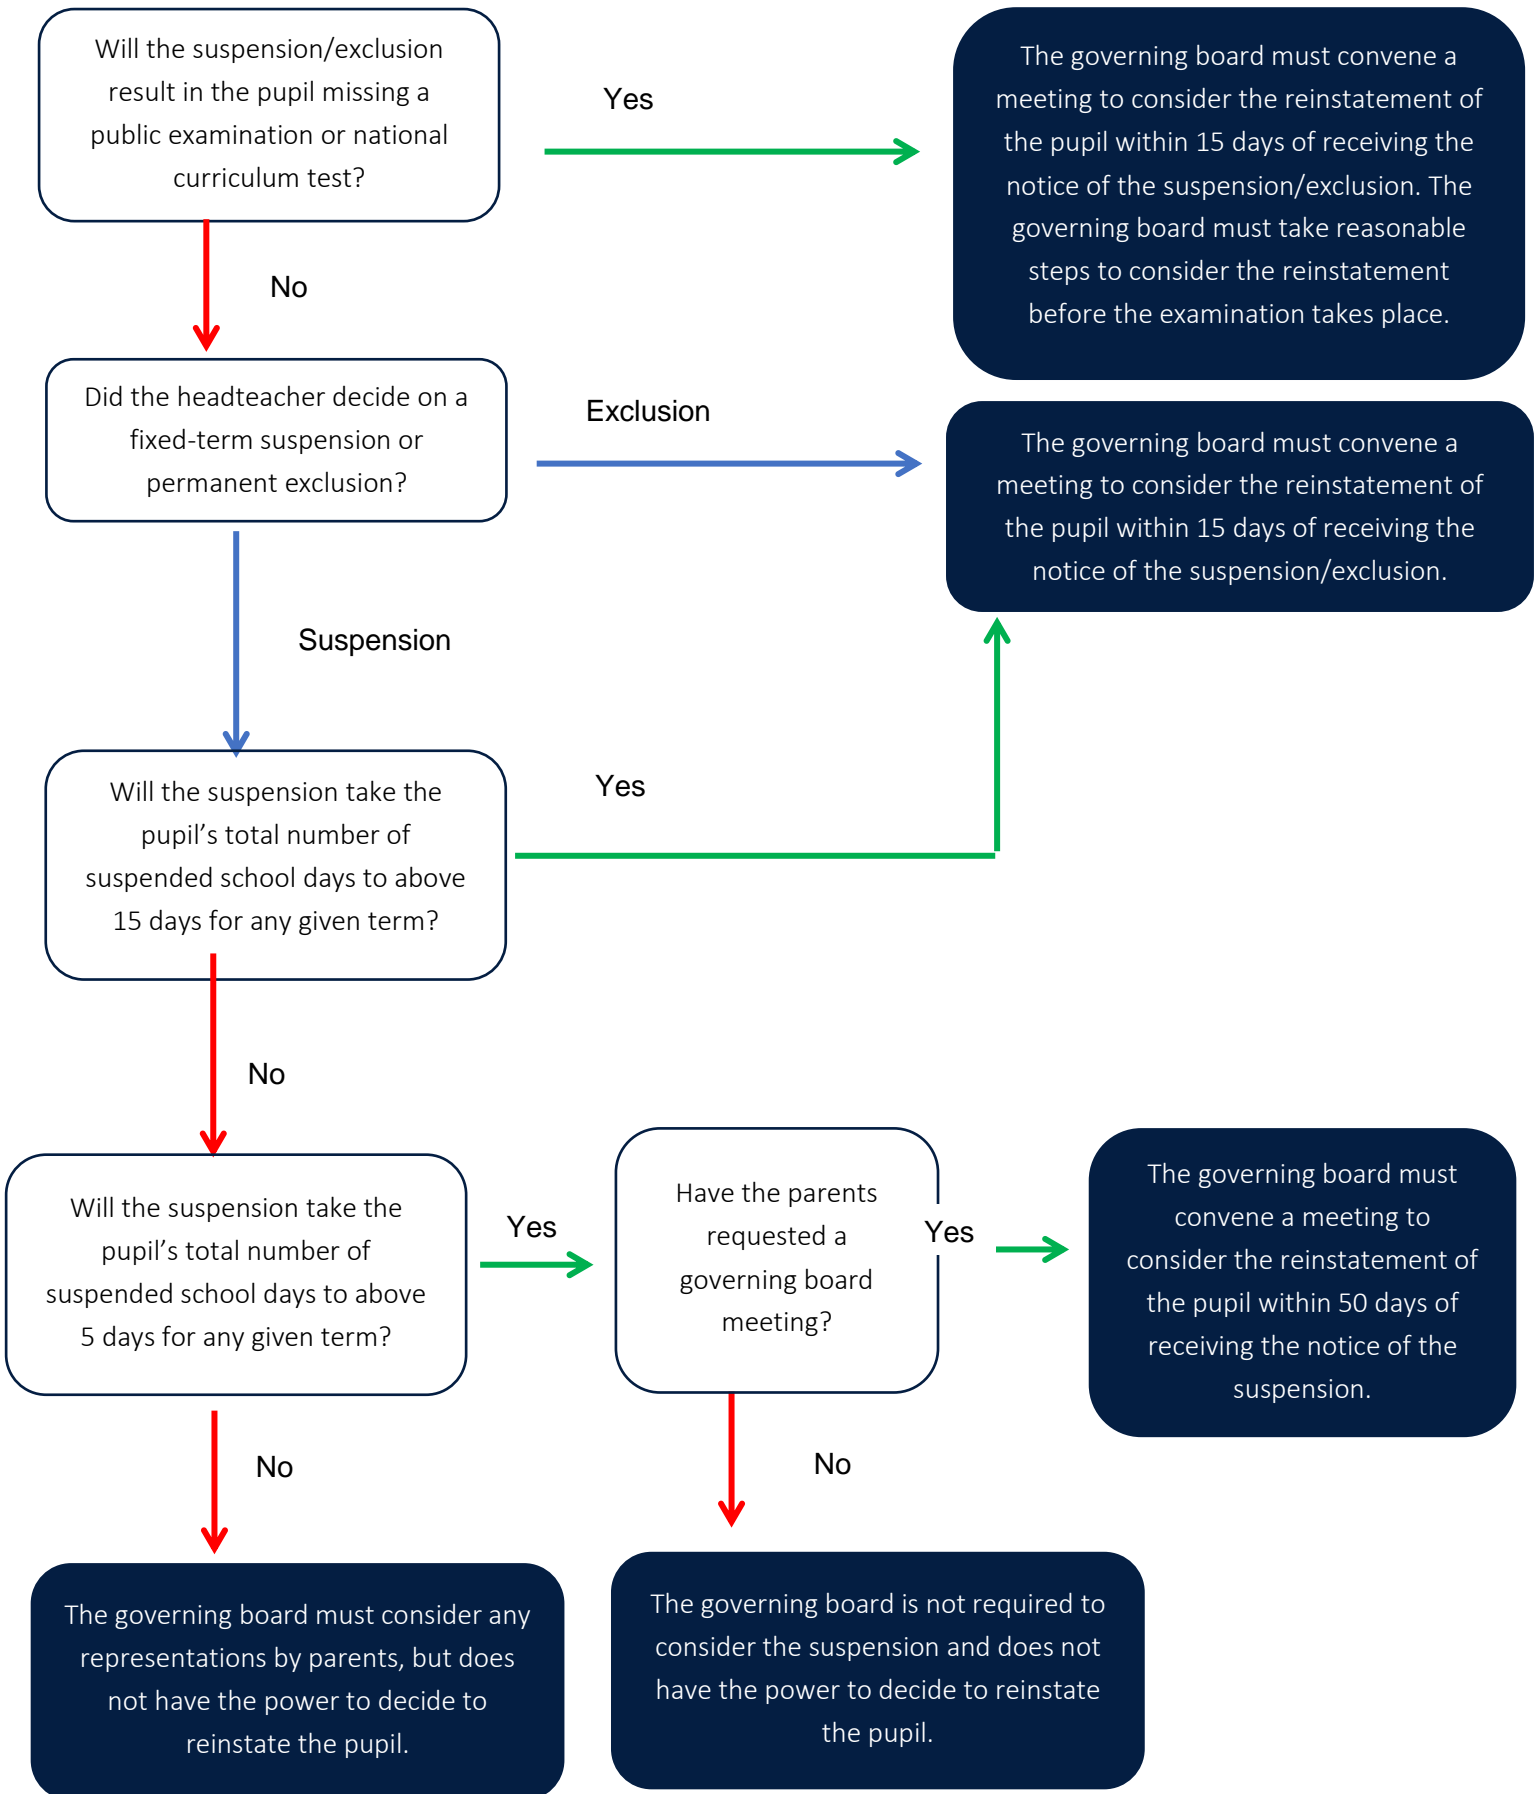 Will the suspension/exclusion
result in the pupil missing a
public examination or national
curriculum test?
Yes
The governing board must convene a
meeting to consider the reinstatement of
the pupil within 15 days of receiving the
notice of the suspension/exclusion. The
governing board must take reasonable
steps to consider the reinstatement
before the examination takes place.
No
Did the headteacher decide on a
fixed-term suspension or
permanent exclusion?
Exclusion
The governing board must convene a
meeting to consider the reinstatement of
the pupil within 15 days of receiving the
notice of the suspension/exclusion.
Suspension
Will the suspension take the
pupil’s total number of
suspended school days to above
15 days for any given term?
Yes
No
Will the suspension take the
pupil’s total number of
suspended school days to above
5 days for any given term?
Yes
Have the parents
requested a
governing board
meeting?
Yes
The governing board must
convene a meeting to
consider the reinstatement of
the pupil within 50 days of
receiving the notice of the
suspension.
No
No
The governing board must consider any
representations by parents, but does
not have the power to decide to
reinstate the pupil.
The governing board is not required to
consider the suspension and does not
have the power to decide to reinstate
the pupil.